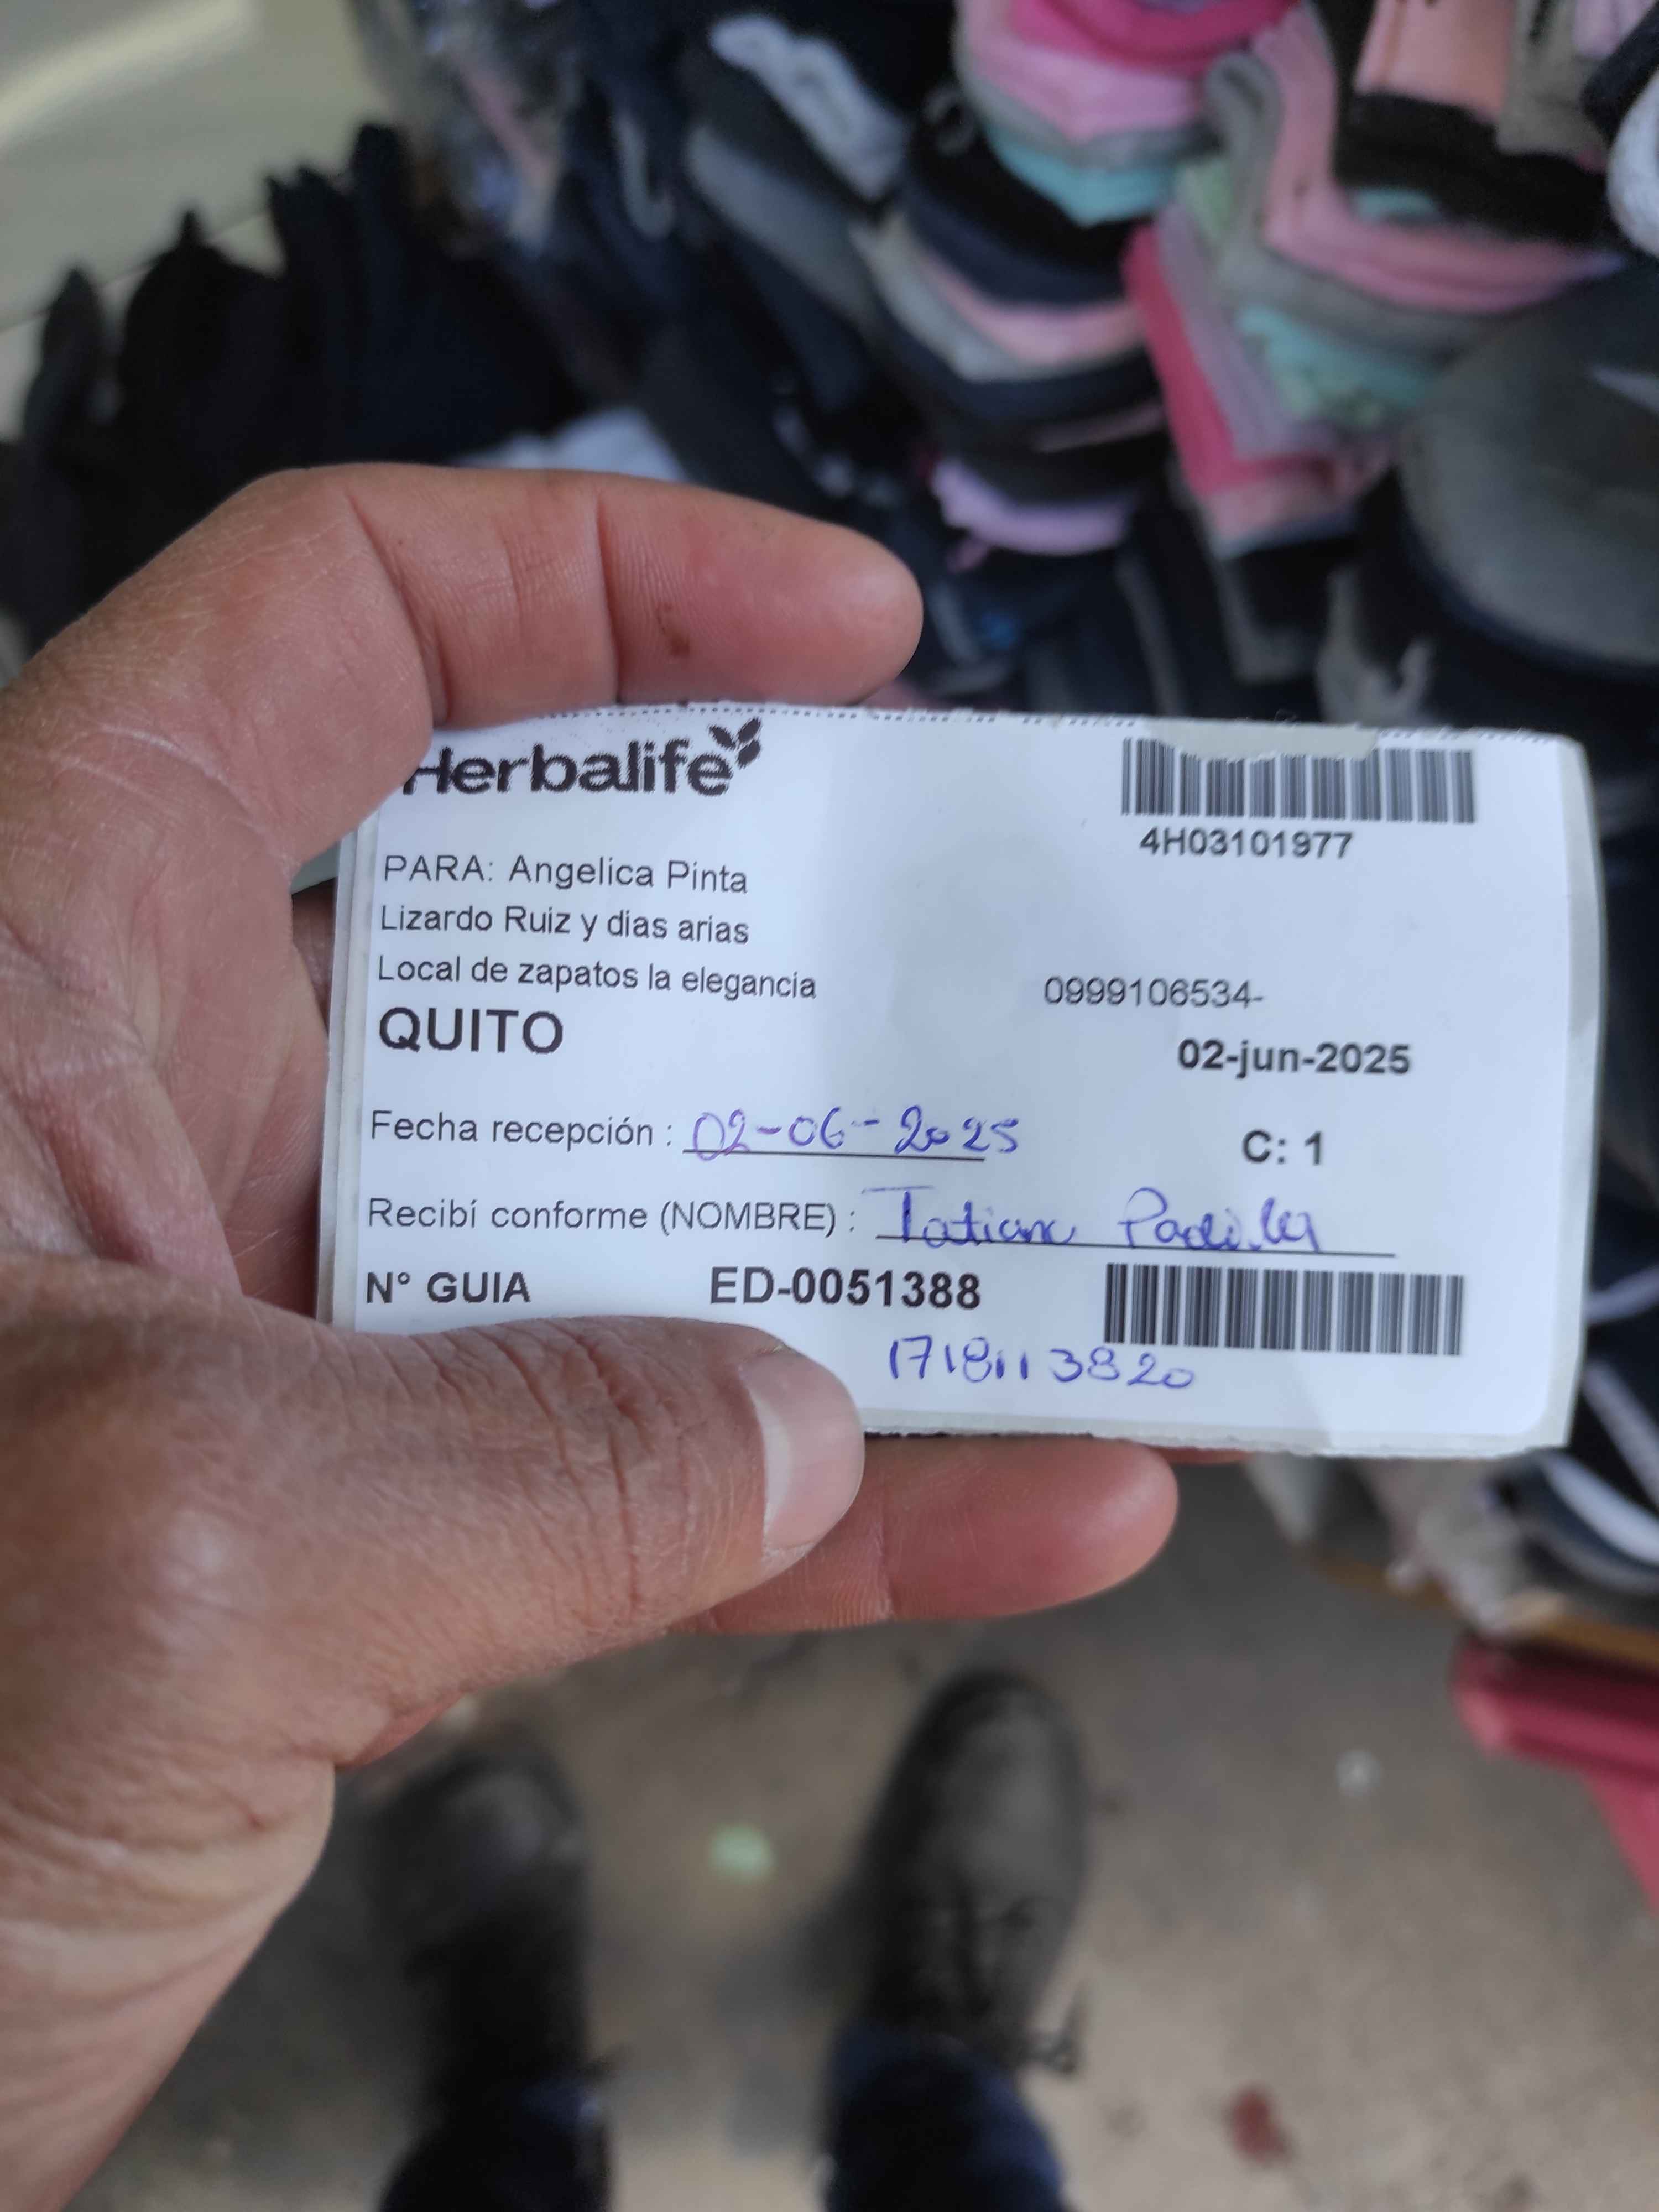 Herbalife
4H03101977
PARA: Angelica Pinta
Lizardo Ruiz y dias arias
Local de zapatos la elegancia
0999106534-
QUITO
02-jun-2025
Fecha recepción : 02-06-2025
C: 1
Recibí conforme (NOMBRE) : Tatiana Padilla
N° GUIA ED-0051388
1718113820